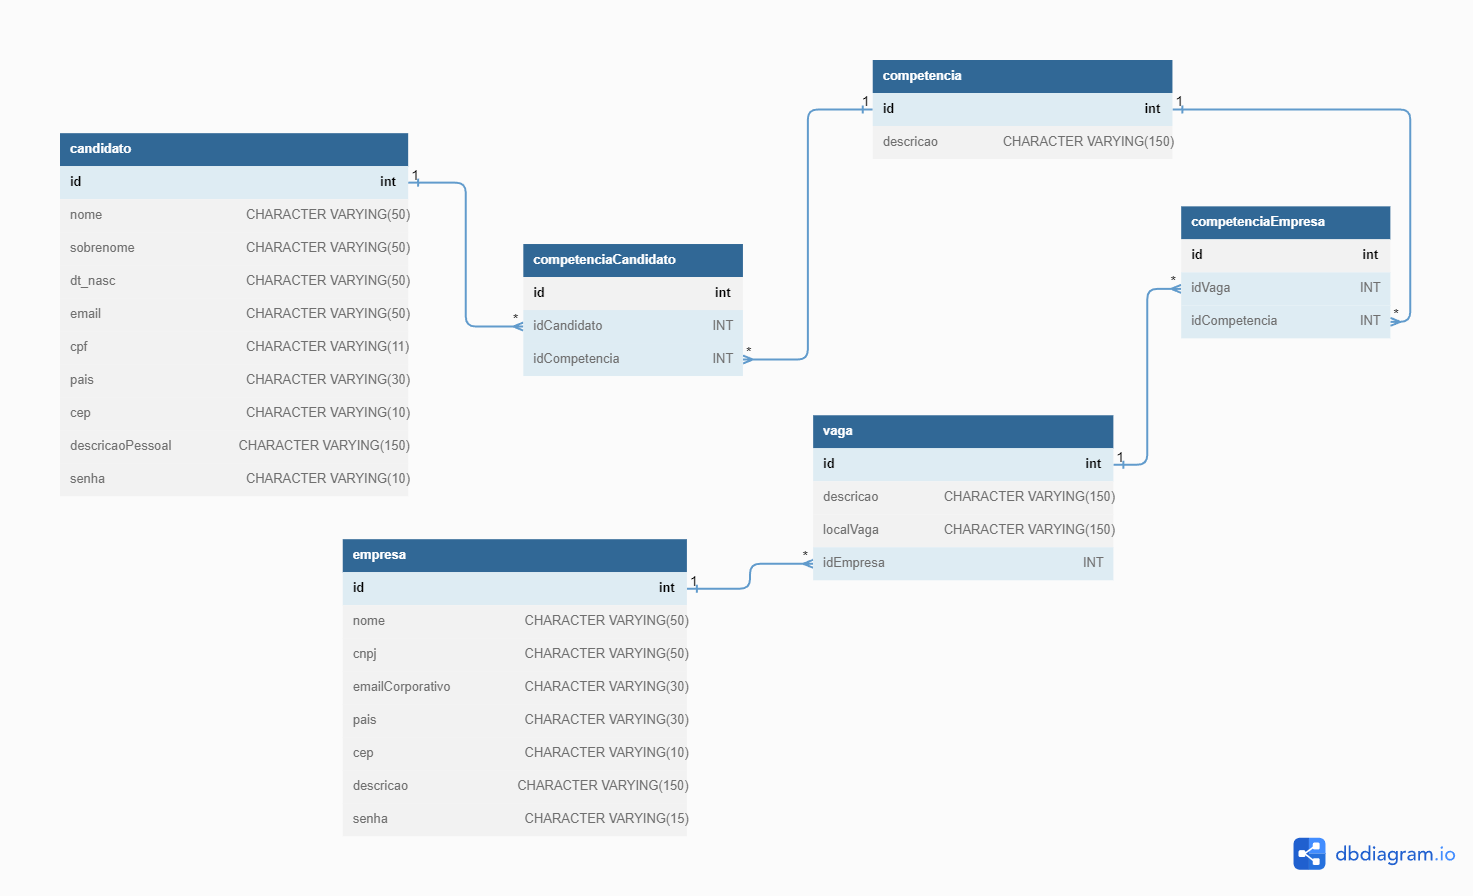 candidato
id int
nome CHARACTER VARYING(50)
sobrenome CHARACTER VARYING(50)
dt_nasc CHARACTER VARYING(50)
email CHARACTER VARYING(50)
cpf CHARACTER VARYING(11)
pais CHARACTER VARYING(30)
cep CHARACTER VARYING(10)
descricaoPessoal CHARACTER VARYING(150)
senha CHARACTER VARYING(10)
1
*
competenciaCandidato
id int
idCandidato INT
idCompetencia INT
*
1
competencia
id int
descricao CHARACTER VARYING(150)
1
competenciaEmpresa
id int
idVaga INT
idCompetencia INT
*
*
vaga
id int
descricao CHARACTER VARYING(150)
localVaga CHARACTER VARYING(150)
idEmpresa INT
1
*
empresa
id int
nome CHARACTER VARYING(50)
cnpj CHARACTER VARYING(50)
emailCorporativo CHARACTER VARYING(30)
pais CHARACTER VARYING(30)
cep CHARACTER VARYING(10)
descricao CHARACTER VARYING(150)
senha CHARACTER VARYING(15)
1
dbdiagram.io